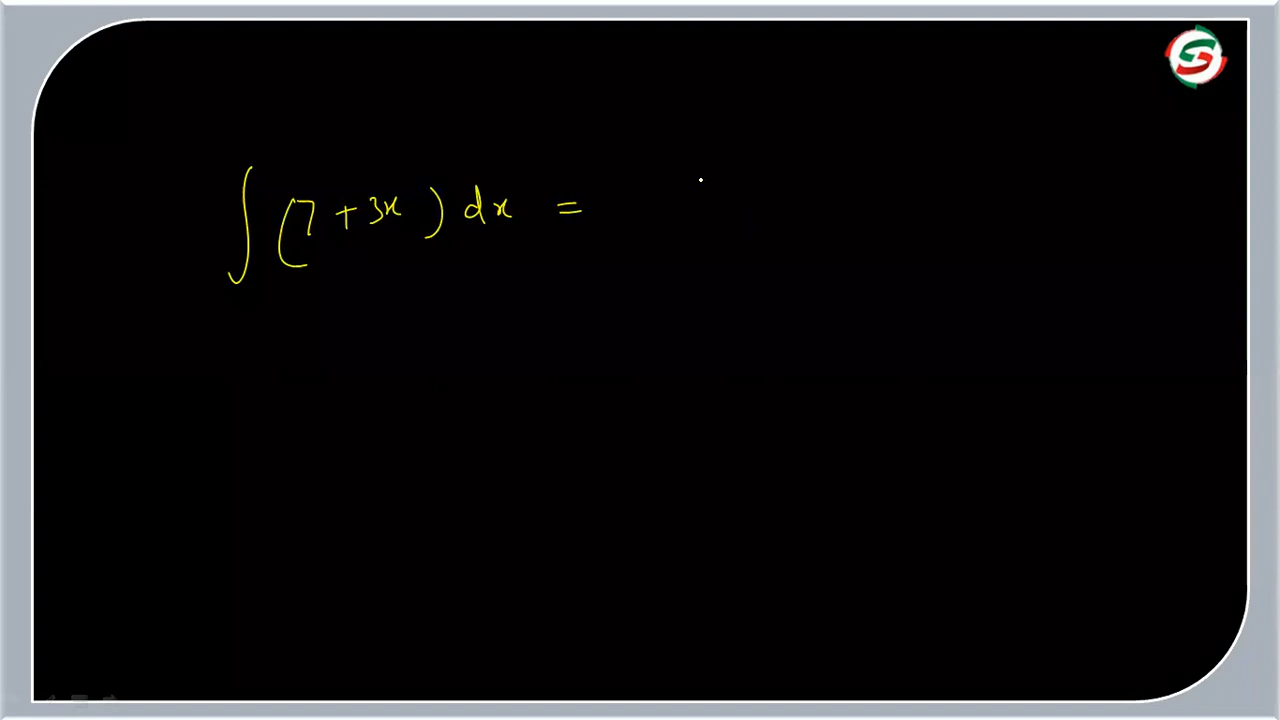 ∫ (7 + 3x) dx =